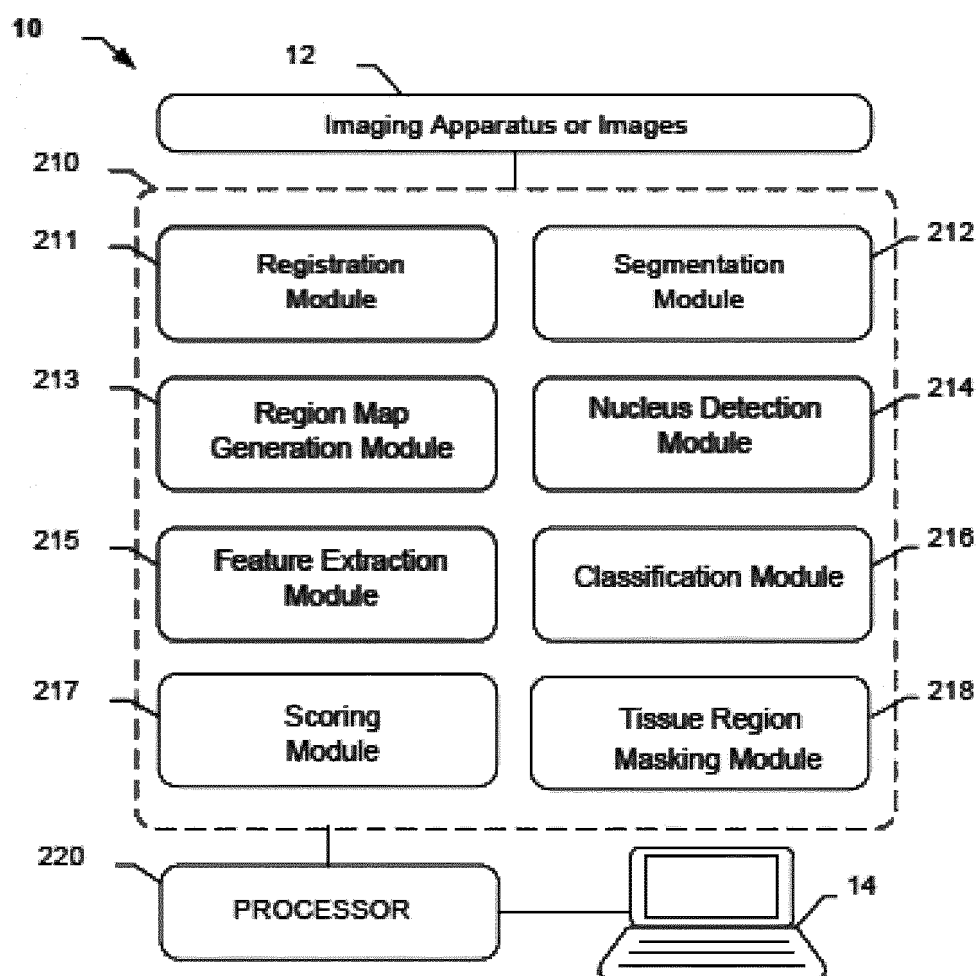 10
12
Imaging Apparatus or Images
210
211
Registration
Module
212
Segmentation
Module
213
Region Map
Generation Module
214
Nucleus Detection
Module
215
Feature Extraction
Module
216
Classification Module
217
Scoring
Module
218
Tissue Region
Masking Module
220
PROCESSOR
14